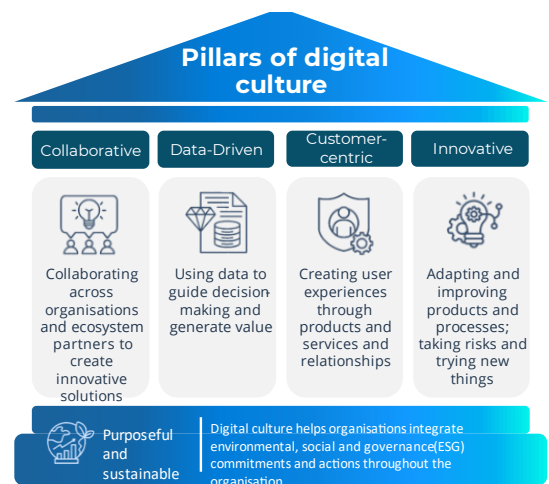 Pillars of digital
culture
Collaborative
Data-Driven
Customer-
centric
Innovative
Collaborating
across
organisations
and ecosystem
partners to
create
innovative
solutions
Using data to
guide decision-
making and
generate value
Creating user
experiences
through
products and
services and
relationships
Adapting and
improving
products and
processes;
taking risks and
trying new
things
Purposeful
and
sustainable
Digital culture helps organisations integrate
environmental, social and governance(ESG)
commitments and actions throughout the
organisation